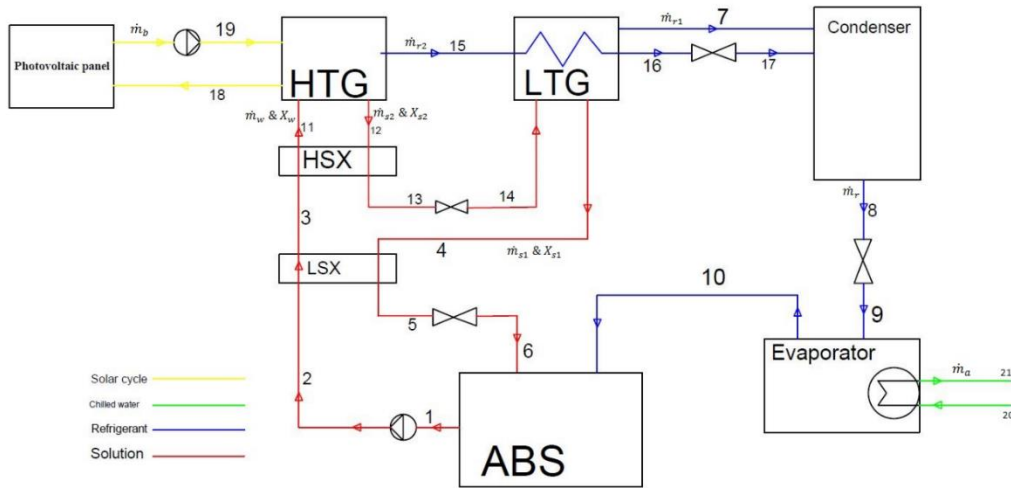 ṁ_b
19
Photovoltaic panel
18
HTG
ṁ_r2
15
LTG
ṁ_r1
7
16
17
Condenser
ṁ_w & X_w
11
ṁ_s2 & X_s2
12
HSX
13
14
3
4
ṁ_s1 & X_s1
LSX
5
6
10
ṁ_r
8
9
Evaporator
ṁ_a
21
20
2
1
ABS
Solar cycle
Chilled water
Refrigerant
Solution